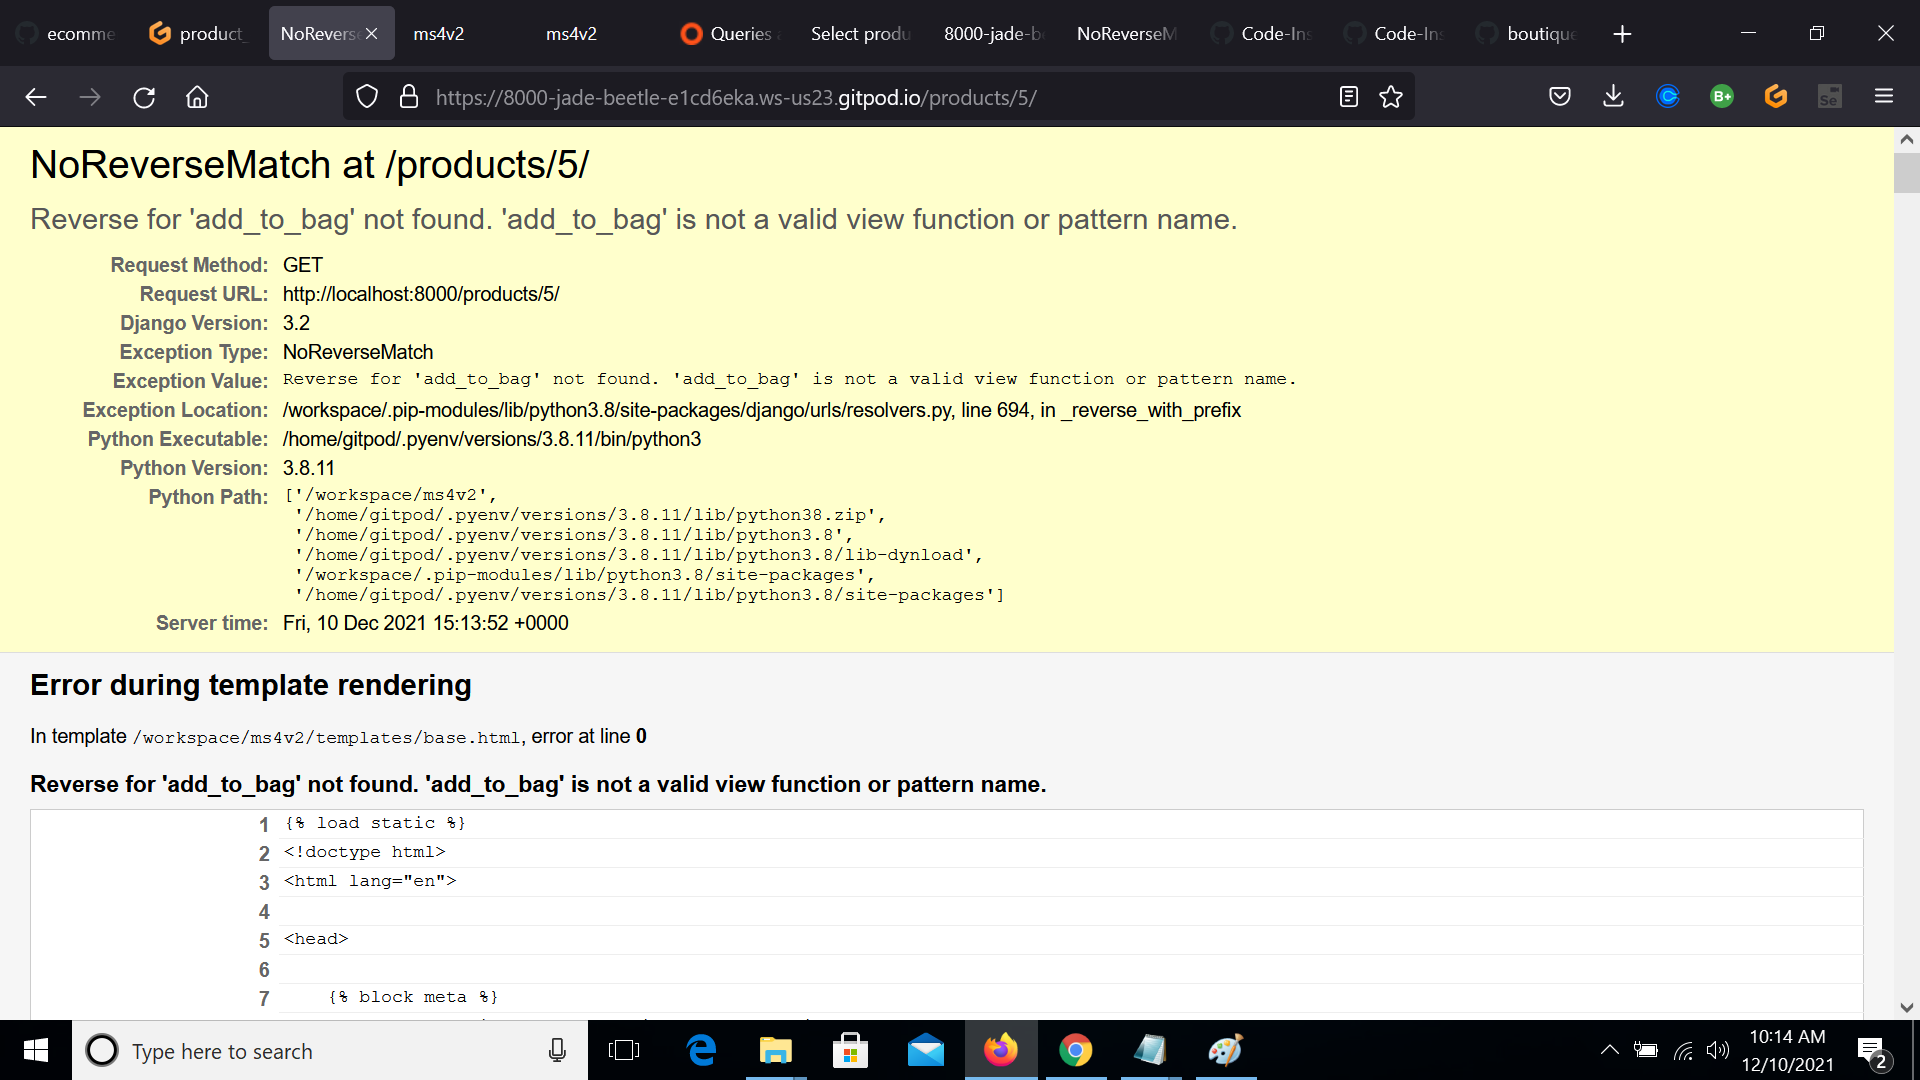 ecomme
product_
NoReverse
ms4v2
ms4v2
Queries a
Select produ
8000-jade-be
NoReverseM
Code-Ins
Code-Ins
boutique
https://8000-jade-beetle-e1cd6eka.ws-us23.gitpod.io/products/5/
B+
Se
NoReverseMatch at /products/5/
Reverse for 'add_to_bag' not found. 'add_to_bag' is not a valid view function or pattern name.
Request Method: GET
Request URL: http://localhost:8000/products/5/
Django Version: 3.2
Exception Type: NoReverseMatch
Exception Value: Reverse for 'add_to_bag' not found. 'add_to_bag' is not a valid view function or pattern name.
Exception Location: /workspace/.pip-modules/lib/python3.8/site-packages/django/urls/resolvers.py, line 694, in _reverse_with_prefix
Python Executable: /home/gitpod/.pyenv/versions/3.8.11/bin/python3
Python Version: 3.8.11
Python Path: ['/workspace/ms4v2',
'/home/gitpod/.pyenv/versions/3.8.11/lib/python38.zip',
'/home/gitpod/.pyenv/versions/3.8.11/lib/python3.8',
'/home/gitpod/.pyenv/versions/3.8.11/lib/python3.8/lib-dynload',
'/workspace/.pip-modules/lib/python3.8/site-packages',
'/home/gitpod/.pyenv/versions/3.8.11/lib/python3.8/site-packages']
Server time: Fri, 10 Dec 2021 15:13:52 +0000
Error during template rendering
In template /workspace/ms4v2/templates/base.html, error at line 0
Reverse for 'add_to_bag' not found. 'add_to_bag' is not a valid view function or pattern name.
1 {% load static %}
2 <!doctype html>
3 <html lang="en">
4
5 <head>
6
7 {% block meta %}
Type here to search
10:14 AM
12/10/2021
2